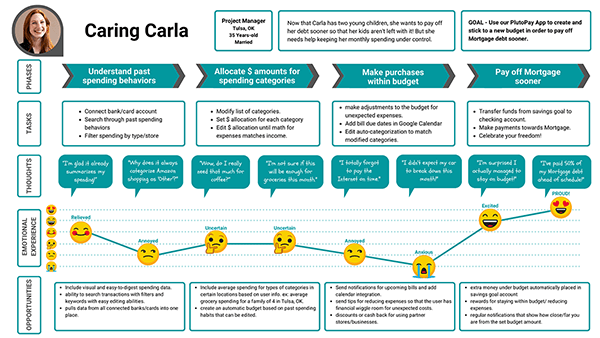 Caring Carla
Project Manager
Tulsa, OK
35 Years-old
Married
Now that Carla has two young children, she wants to pay off
her debt sooner so that her kids aren't left with it! But she
needs help keeping her monthly spending under control.
GOAL - Use our PlutoPay App to create and
stick to a new budget in order to pay off
Mortgage debt sooner.
PHASES
Understand past
spending behaviors
Allocate $ amounts for
spending categories
Make purchases
within budget
Pay off Mortgage
sooner
TASKS
• Connect bank/card account
• Search through past spending
behaviors
• Filter spending by type/store
• Modify list of categories.
• Set $ allocation for each category
• Edit $ allocation until math for
expenses matches income.
• make adjustments to the budget for
unexpected expenses.
• Add bill due dates in Google Calendar
• Edit auto-categorization to match
modified categories.
• Transfer funds from savings goal to
checking account.
• Make payments towards Mortgage.
• Celebrate your freedom!
THOUGHTS
"I'm glad it already
summarizes my
spending!"
"Why does it always
categorize Amazon
shopping as "Other"?"
"Wow, do I really
need that much for
coffee?"
"I'm not sure if this
will be enough for
groceries this month."
"I totally forgot
to pay the
Internet on time."
"I didn't expect my car
to break down this
month!"
"I'm surprised I
actually managed to
stay on budget!"
"I've paid 50% of
my Mortgage debt
ahead of schedule!"
EMOTIONAL
EXPERIENCE
Relieved
Annoyed
Uncertain
Uncertain
Annoyed
Anxious
Excited
PROUD!
OPPORTUNITIES
• Include visual and easy-to-digest spending data.
• ability to search transactions with filters and
keywords with easy editing abilities.
• pulls data from all connected banks/cards into one
place.
• Include average spending for types of categories in
certain locations based on user info. ex: average
grocery spending for a family of 4 in Tulsa, OK.
• create an automatic budget based on past spending
habits that can be edited.
• Send notifications for upcoming bills and add
calendar integration.
• send tips for reducing expenses so that the user has
financial wiggle room for unexpected costs.
• discounts or cash back for using partner
stores/businesses.
• extra money under budget automatically placed in
savings goal account
• rewards for staying within budget/ reducing
expenses.
• regular notifications that show how close/far you
are from the set budget amount.